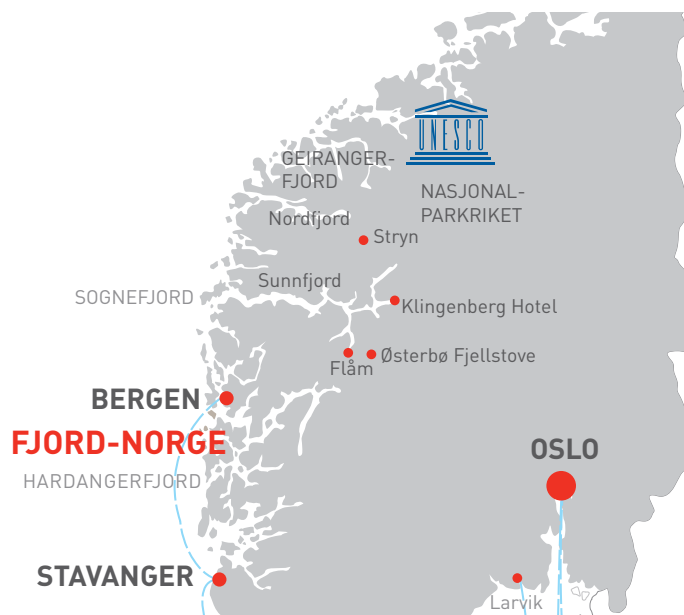 UNESCO
GEIRANGER-
FJORD
NASJONAL-
PARKRIKET
Nordfjord
Stryn
Sunnfjord
SOGNEFJORD
Klingenberg Hotel
Østerbø Fjellstove
Flåm
BERGEN
FJORD-NORGE
OSLO
HARDANGERFJORD
STAVANGER
Larvik